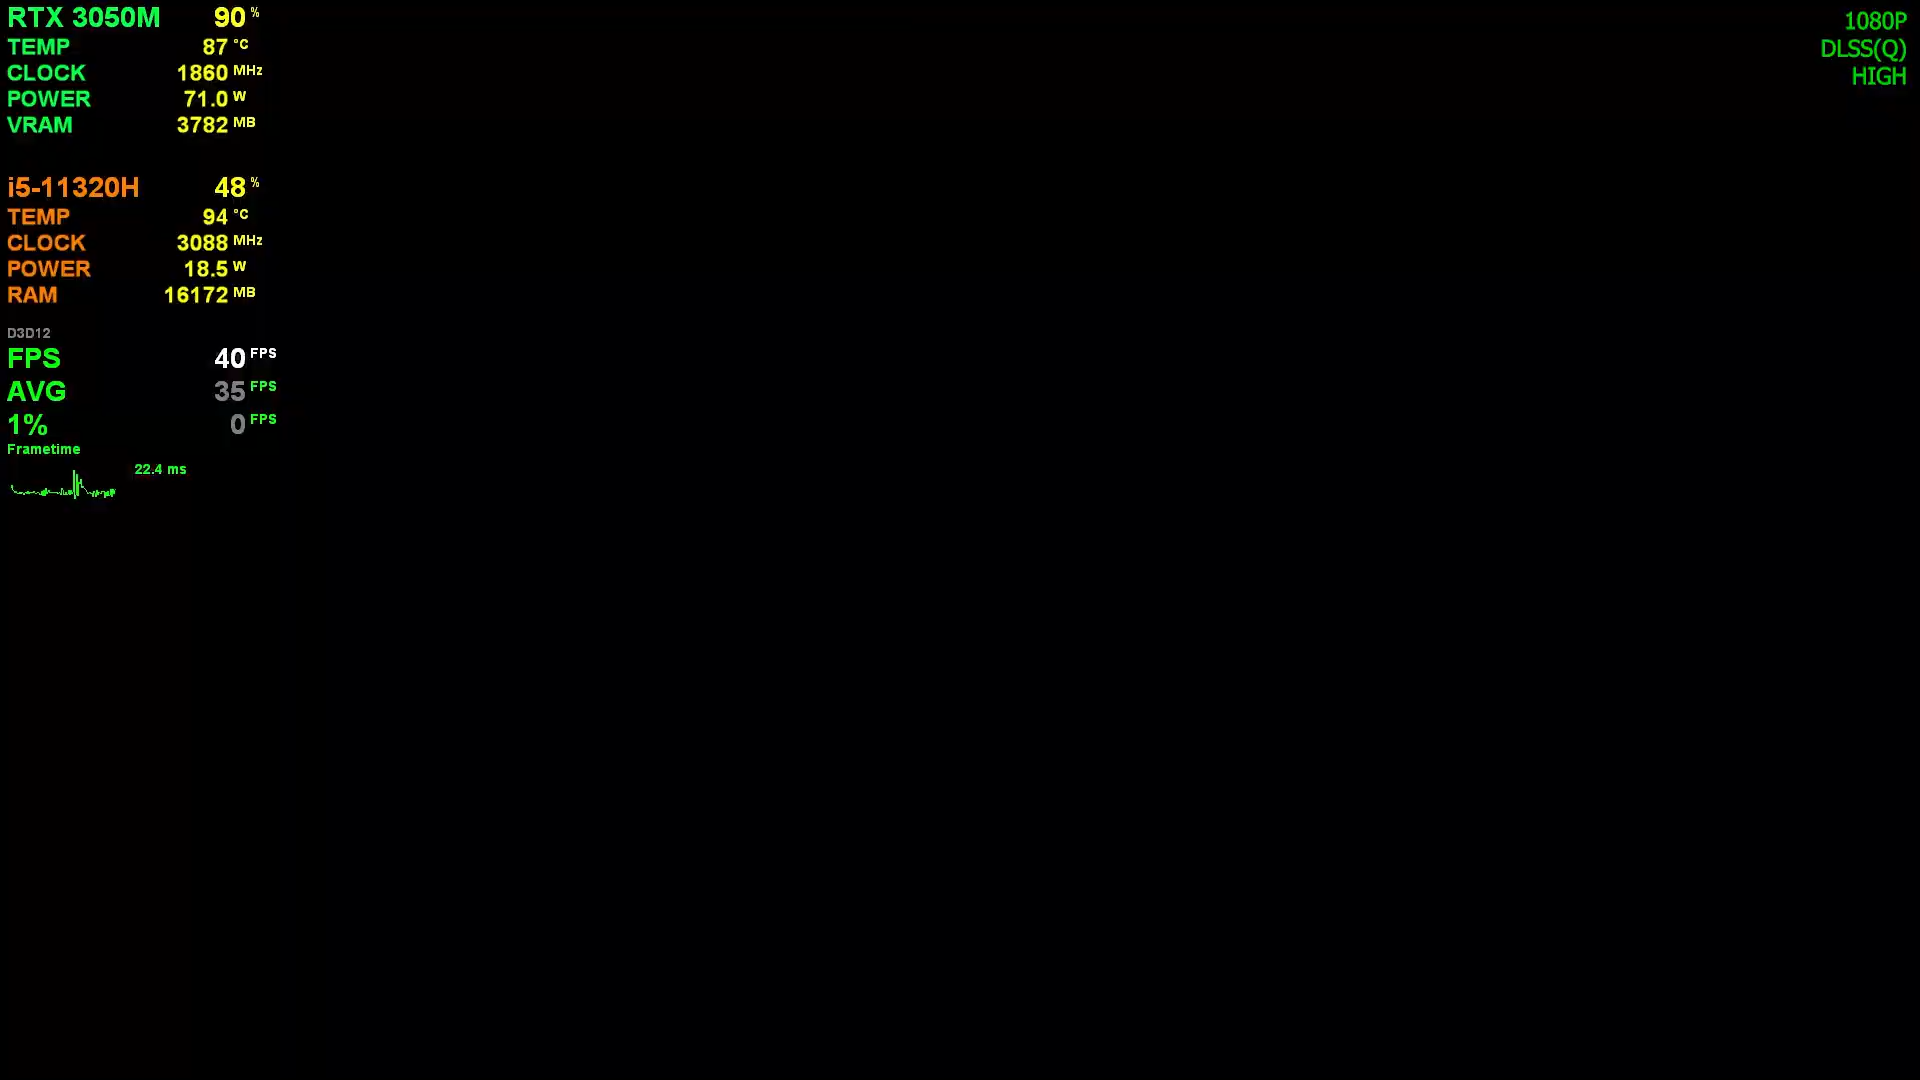 RTX 3050M 90 %
TEMP 87 °C
CLOCK 1860 MHz
POWER 71.0 W
VRAM 3782 MB
i5-11320H 48 %
TEMP 94 °C
CLOCK 3088 MHz
POWER 18.5 W
RAM 16172 MB
D3D12
FPS 40 FPS
AVG 35 FPS
1% 0 FPS
Frametime
22.4 ms
1080P
DLSS(Q)
HIGH